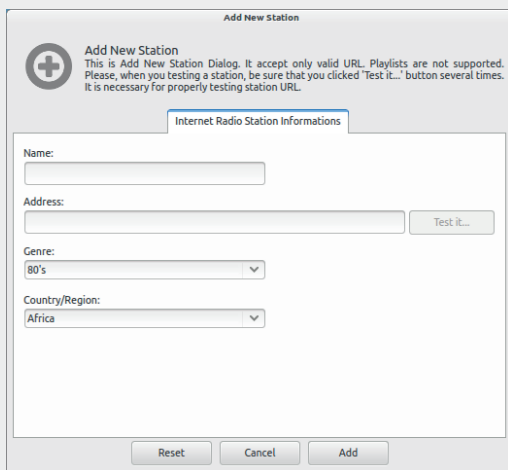 Add New Station
Add New Station
This is Add New Station Dialog. It accept only valid URL. Playlists are not supported.
Please, when you testing a station, be sure that you clicked 'Test it...' button several times.
It is necessary for properly testing station URL.
Internet Radio Station Informations
Name:
Address:
Test it...
Genre:
80's
Country/Region:
Africa
Reset Cancel Add